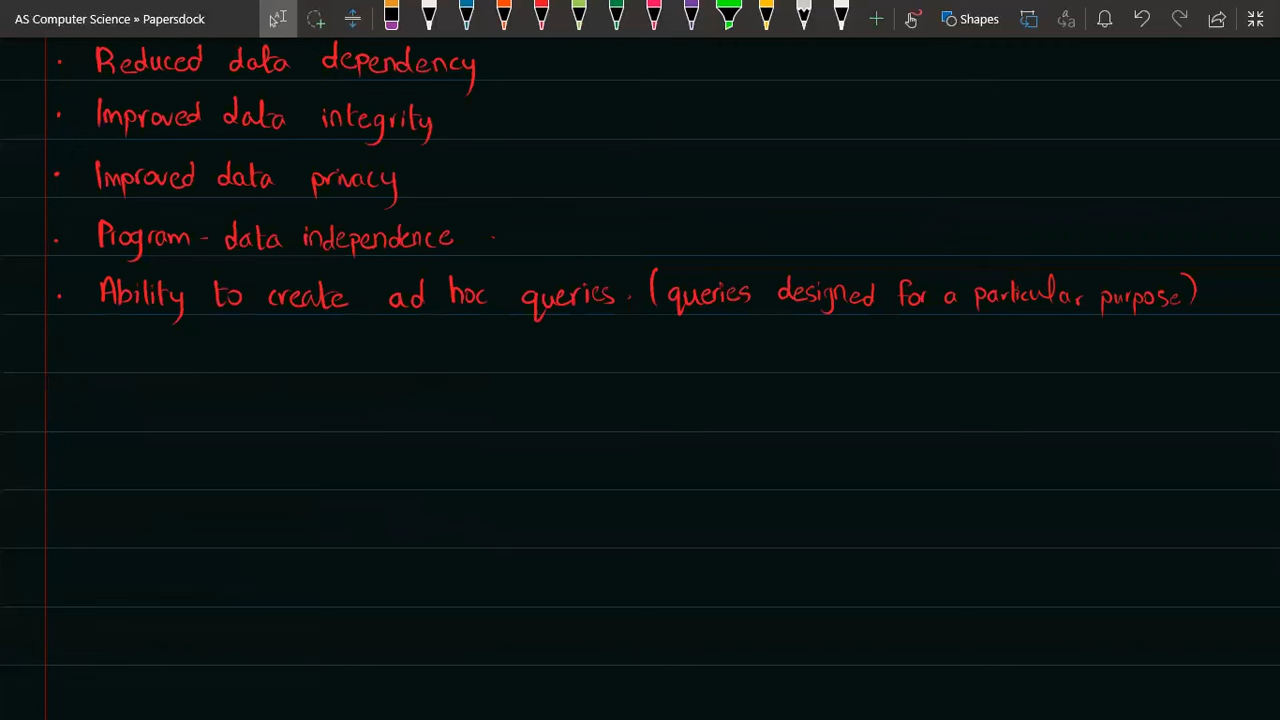 AS Computer Science » Papersdock
Shapes
· Reduced data dependency
· Improved data integrity
· Improved data privacy
· Program - data independence
· Ability to create ad hoc queries. (queries designed for a particular purpose)